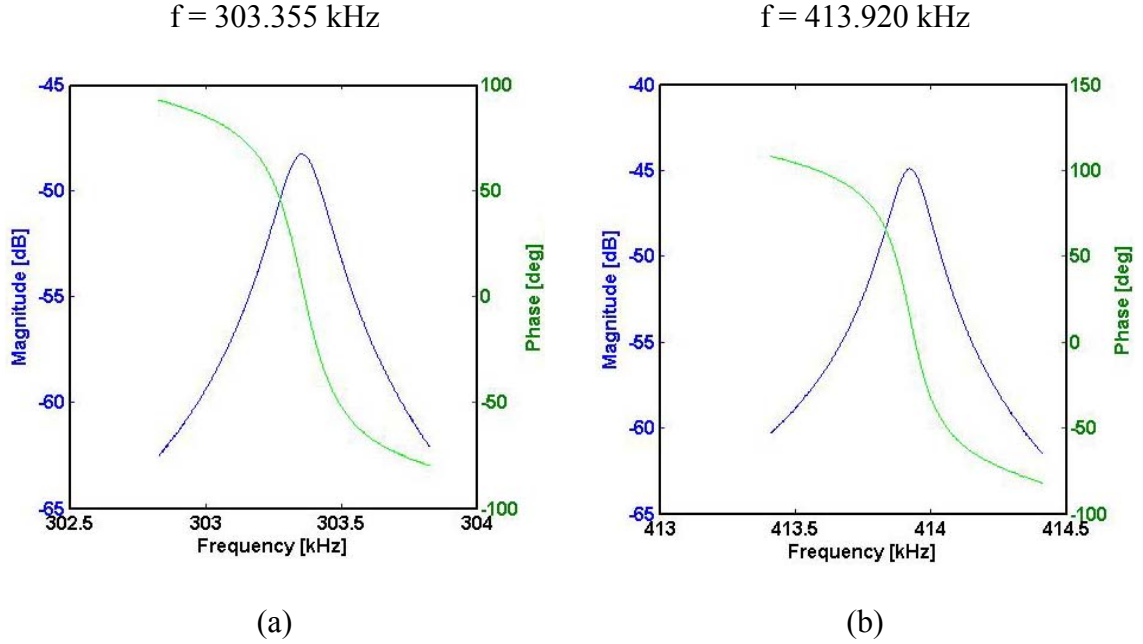 f = 303.355 kHz
f = 413.920 kHz
-45
-50
-55
-60
-65
Magnitude [dB]
100
50
0
-50
-100
Phase [deg]
302.5 303 303.5 304
Frequency [kHz]
-40
-45
-50
-55
-60
-65
Magnitude [dB]
150
100
50
0
-50
-100
Phase [deg]
413 413.5 414 414.5
Frequency [kHz]
(a)
(b)